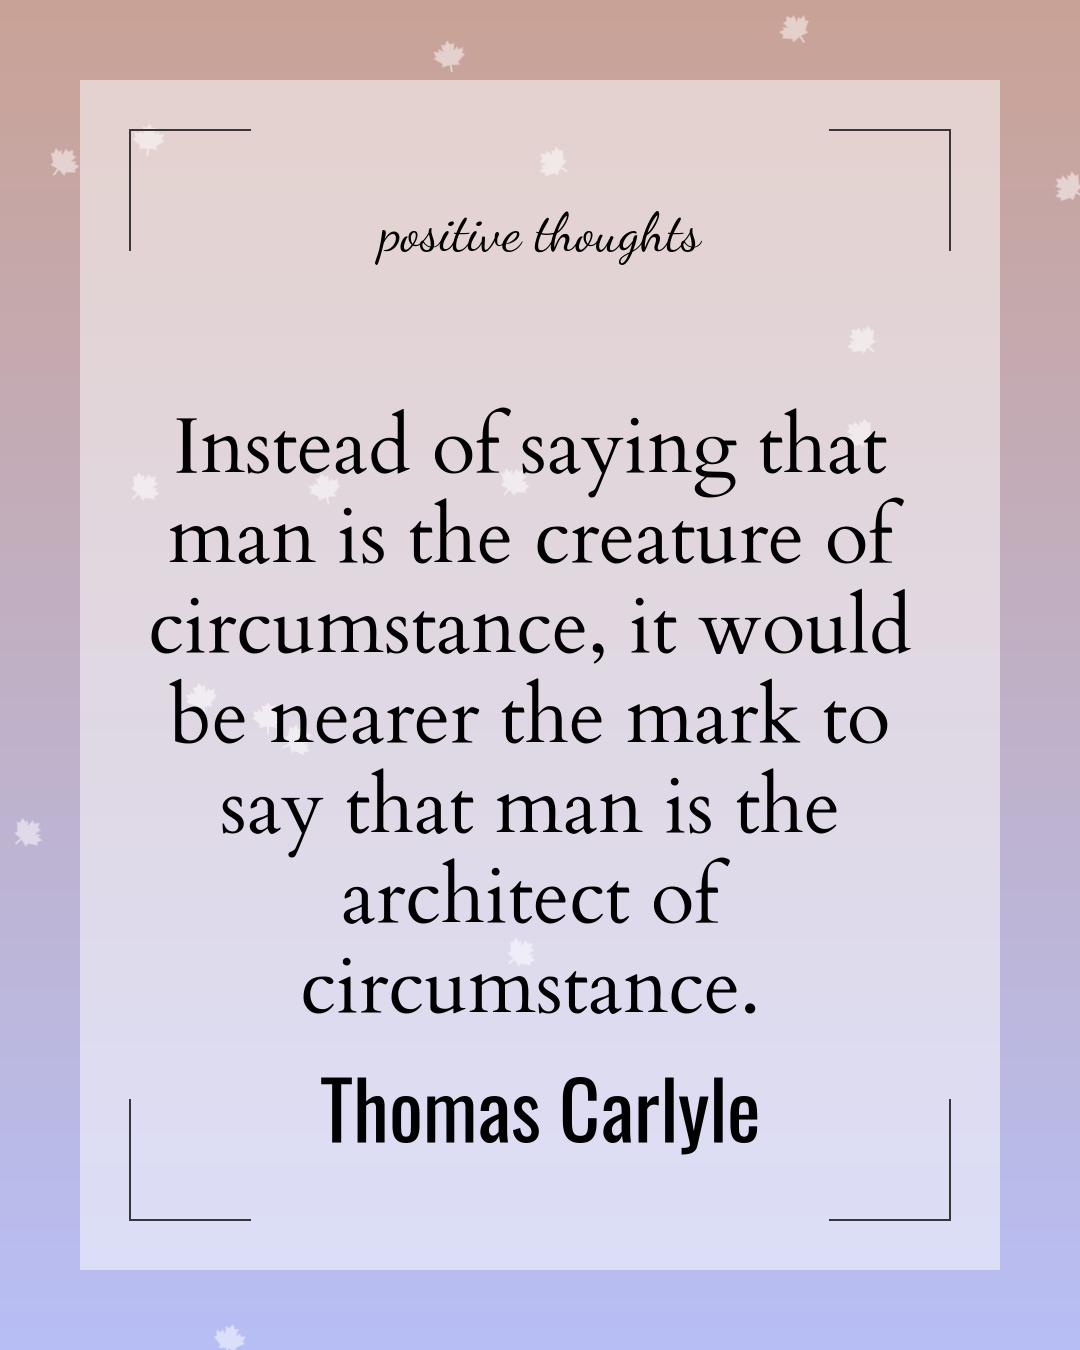 positive thoughts
Instead of saying that
man is the creature of
circumstance, it would
be nearer the mark to
say that man is the
architect of
circumstance.
Thomas Carlyle